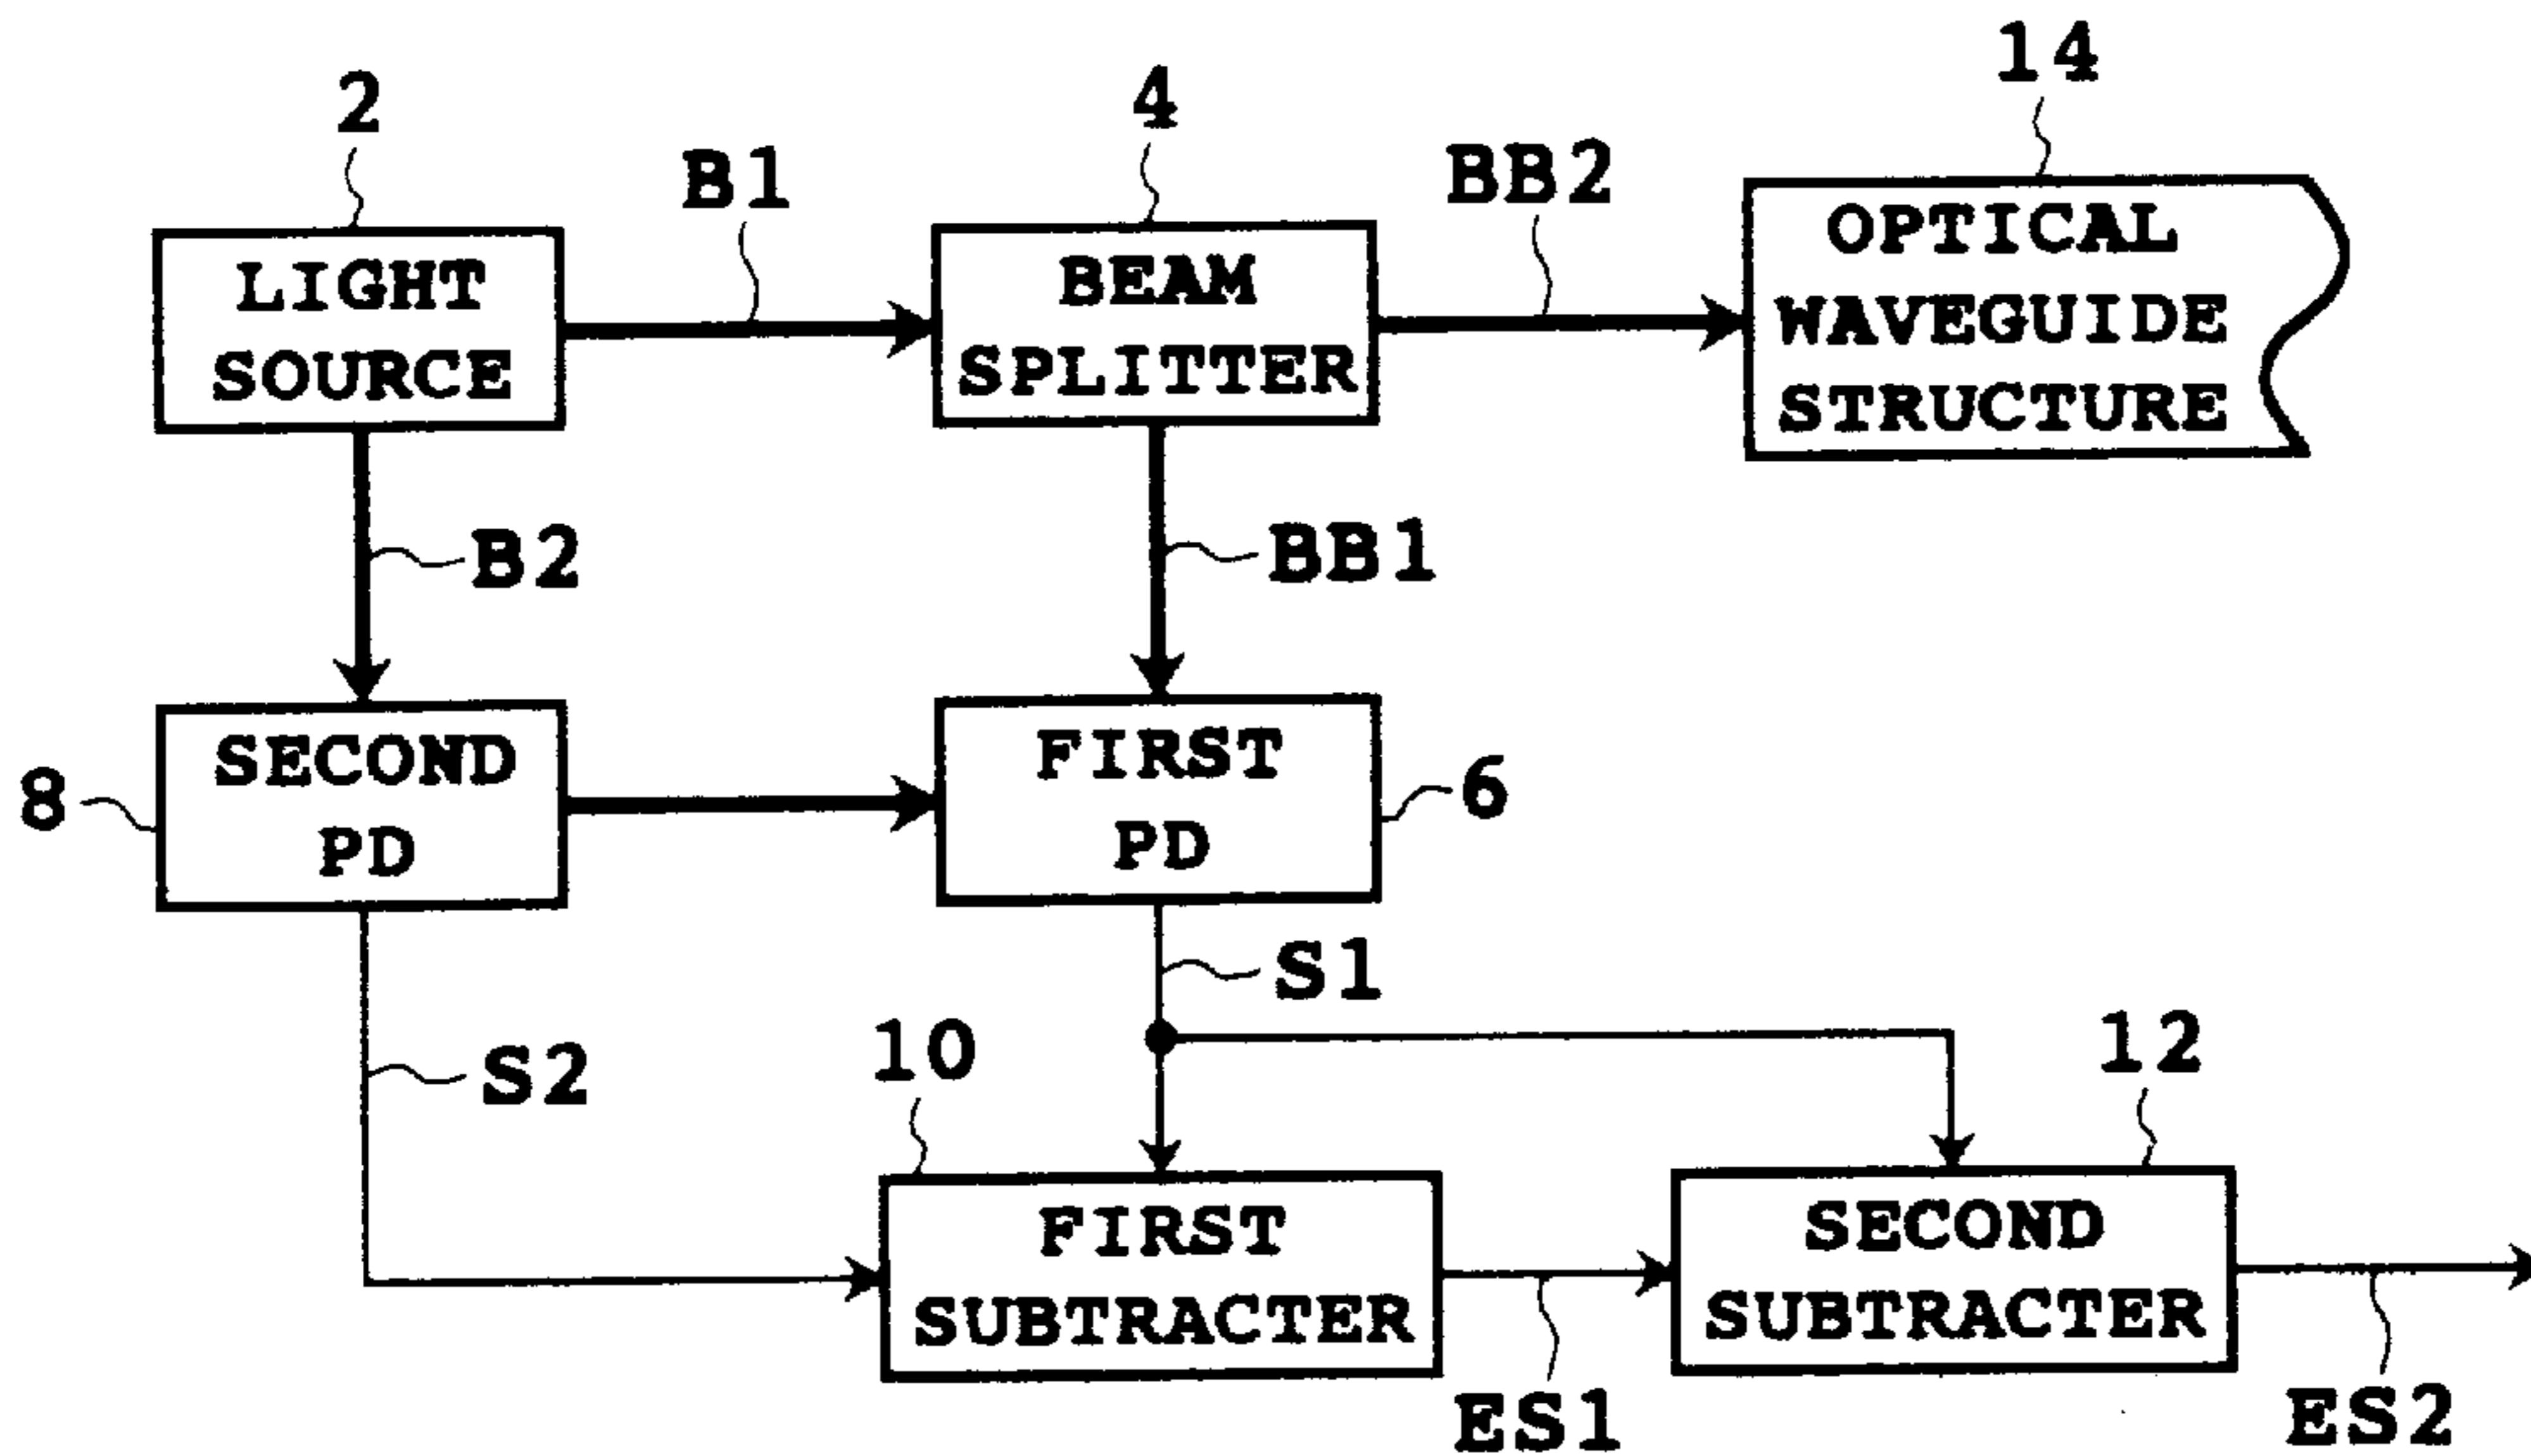 2
4
14
B1
BB2
LIGHT
SOURCE
BEAM
SPLITTER
OPTICAL
WAVEGUIDE
STRUCTURE
B2
BB1
8
SECOND
PD
FIRST
PD
6
S1
S2
10
12
FIRST
SUBTRACTER
SECOND
SUBTRACTER
ES1
ES2